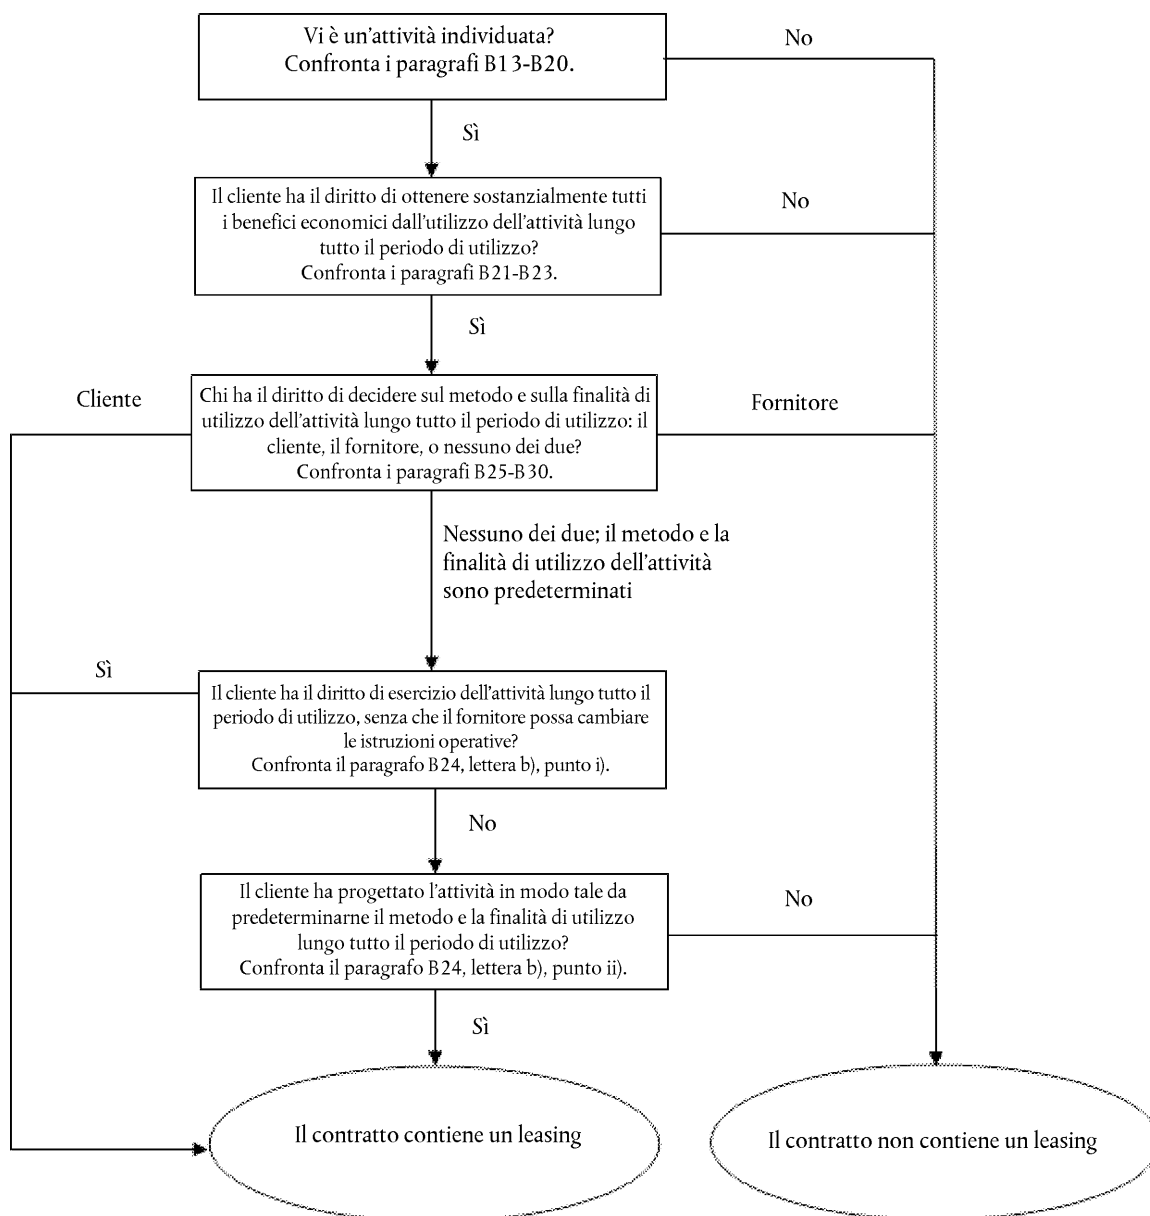 Vi è un'attività individuata?
Confronta i paragrafi B13-B20.
No
Sì
Il cliente ha il diritto di ottenere sostanzialmente tutti
i benefici economici dall'utilizzo dell'attività lungo
tutto il periodo di utilizzo?
Confronta i paragrafi B21-B23.
No
Sì
Cliente
Chi ha il diritto di decidere sul metodo e sulla finalità di
utilizzo dell'attività lungo tutto il periodo di utilizzo: il
cliente, il fornitore, o nessuno dei due?
Confronta i paragrafi B25-B30.
Fornitore
Nessuno dei due; il metodo e la
finalità di utilizzo dell'attività
sono predeterminati
Sì
Il cliente ha il diritto di esercizio dell'attività lungo tutto il
periodo di utilizzo, senza che il fornitore possa cambiare
le istruzioni operative?
Confronta il paragrafo B24, lettera b), punto i).
No
Il cliente ha progettato l'attività in modo tale da
predeterminarne il metodo e la finalità di utilizzo
lungo tutto il periodo di utilizzo?
Confronta il paragrafo B24, lettera b), punto ii).
No
Sì
Il contratto contiene un leasing
Il contratto non contiene un leasing